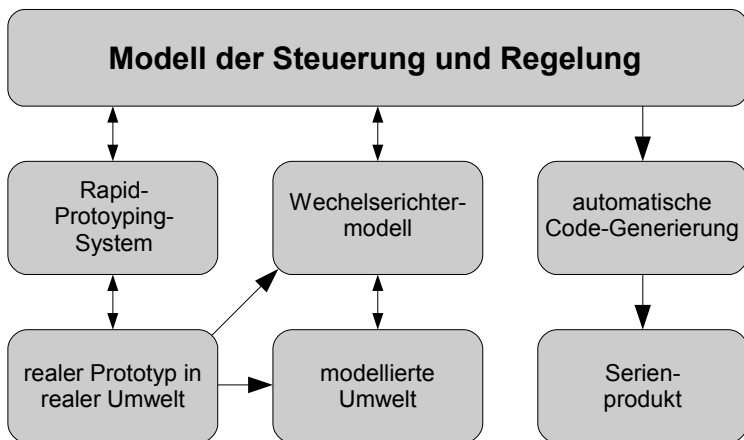 Modell der Steuerung und Regelung
Rapid-
Protoyping-
System
Wechelserichter-
modell
automatische
Code-Generierung
realer Prototyp in
realer Umwelt
modellierte
Umwelt
Serien-
produkt